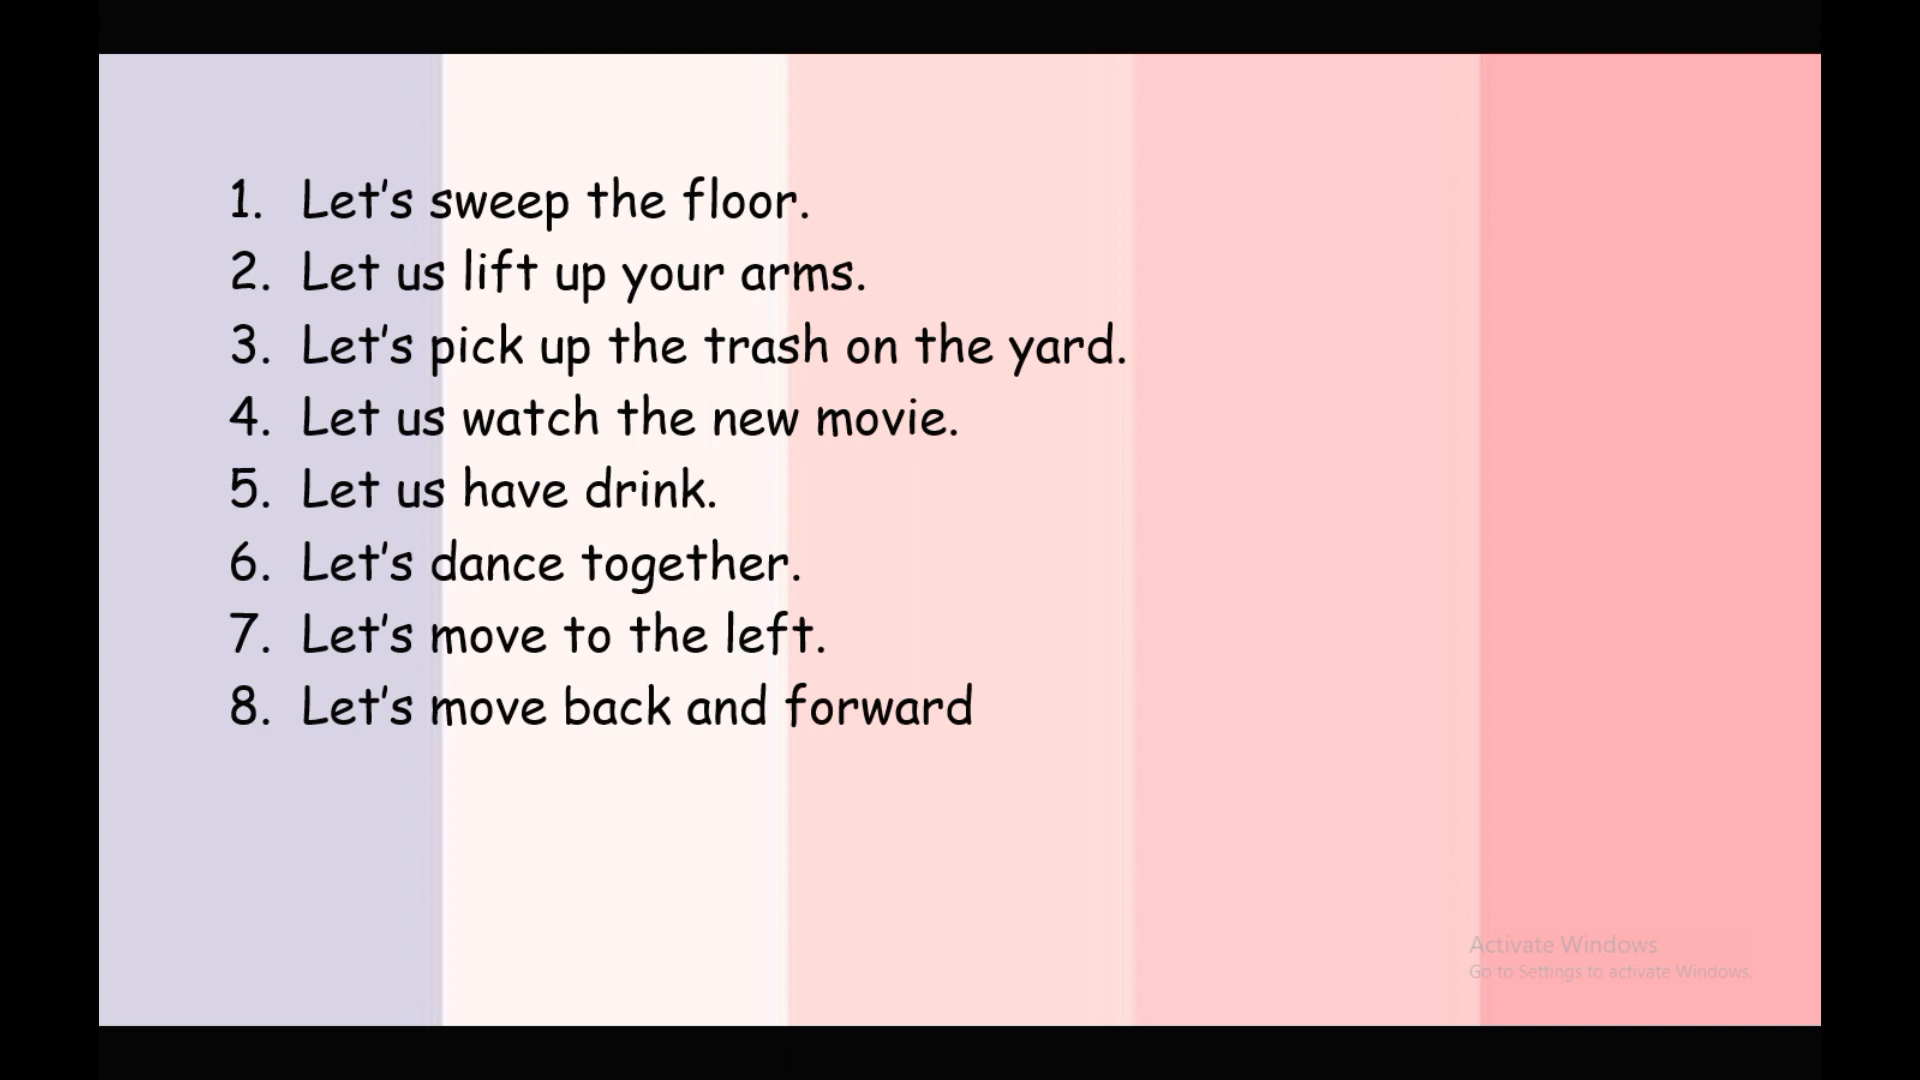 1. Let's sweep the floor.
2. Let us lift up your arms.
3. Let's pick up the trash on the yard.
4. Let us watch the new movie.
5. Let us have drink.
6. Let's dance together.
7. Let's move to the left.
8. Let's move back and forward
Activate Windows
Go to Settings to activate Windows.